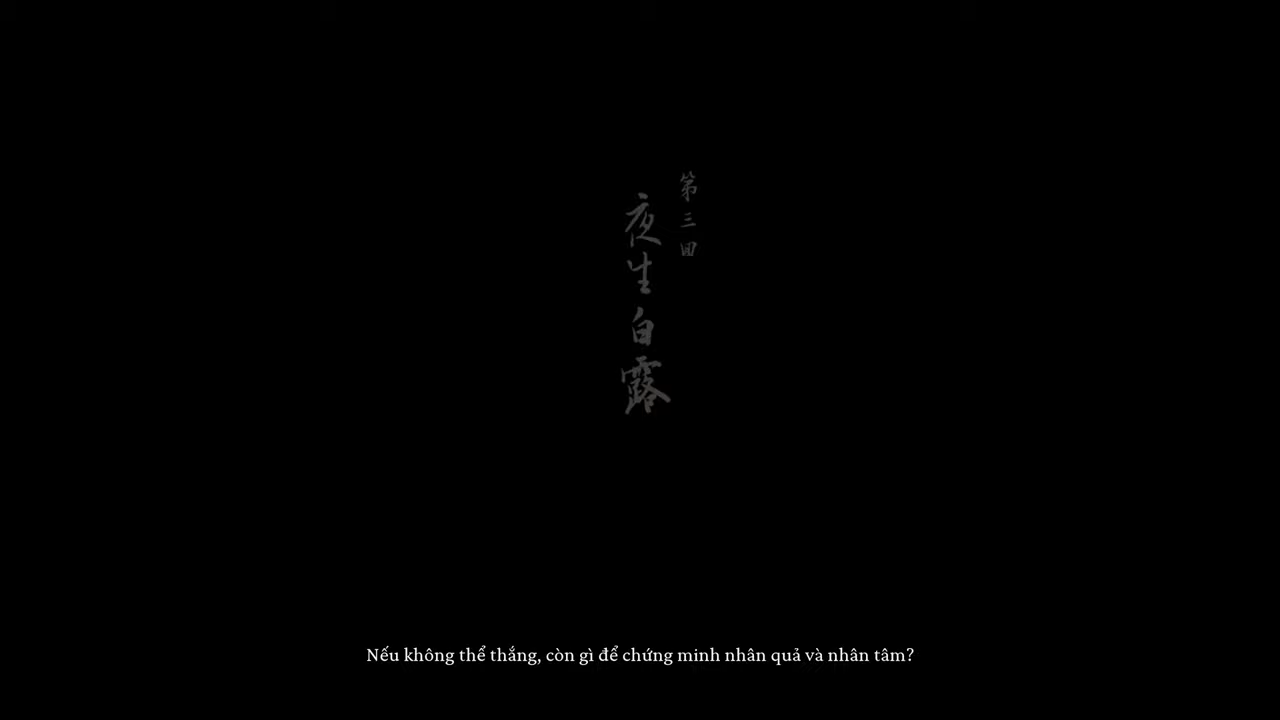 第三回
夜生白露
Nếu không thể thắng, còn gì để chứng minh nhân quả và nhân tâm?